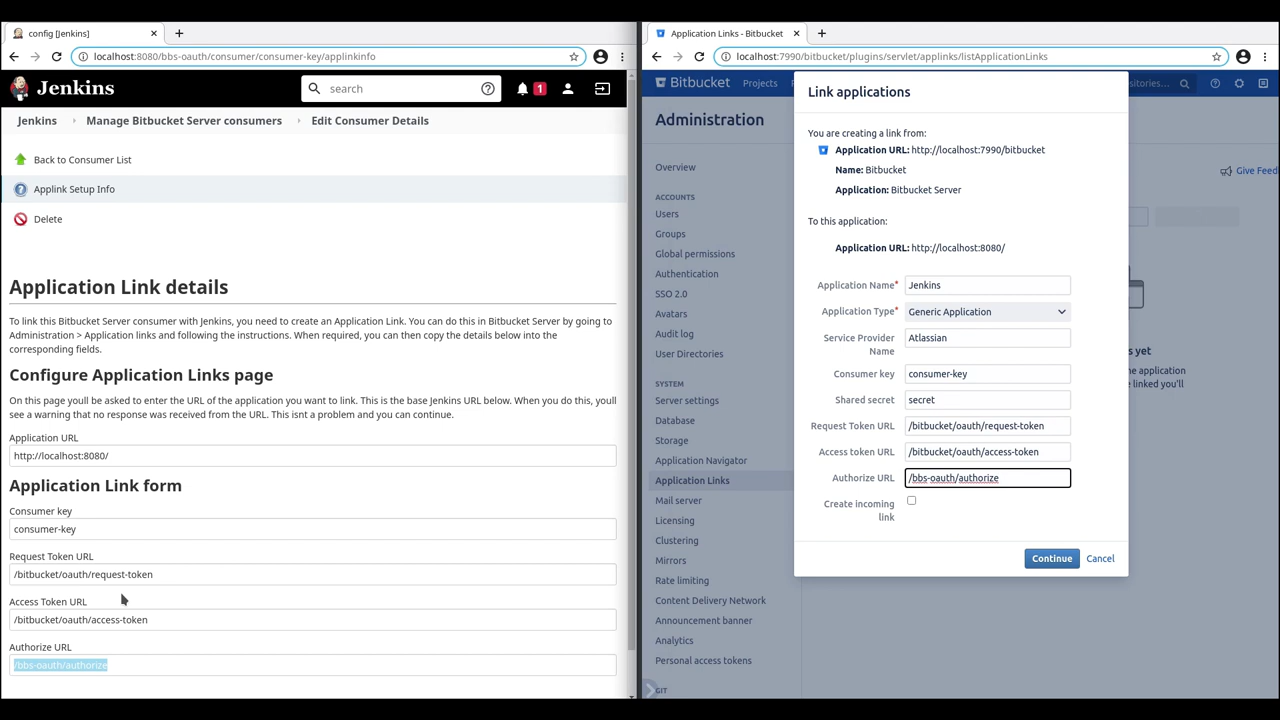 config [Jenkins]
localhost:8080/bbs-oauth/consumer/consumer-key/applinkinfo
Jenkins
search
1
Jenkins
Manage Bitbucket Server consumers
Edit Consumer Details
Back to Consumer List
Applink Setup Info
Delete
Application Link details
To link this Bitbucket Server consumer with Jenkins, you need to create an Application Link. You can do this in Bitbucket Server by going to
Administration > Application links and following the instructions. When required, you can then copy the details below into the
corresponding fields.
Configure Application Links page
On this page youll be asked to enter the URL of the application you want to link. This is the base Jenkins URL below. When you do this, youll
see a warning that no response was received from the URL. This isnt a problem and you can continue.
Application URL
http://localhost:8080/
Application Link form
Consumer key
consumer-key
Request Token URL
/bitbucket/oauth/request-token
Access Token URL
/bitbucket/oauth/access-token
Authorize URL
/bbs-oauth/authorize
Application Links - Bitbucket
localhost:7990/bitbucket/plugins/servlet/applinks/listApplicationLinks
Bitbucket
Projects
sitories...
Administration
Overview
ACCOUNTS
Users
Groups
Global permissions
Authentication
SSO 2.0
Avatars
Audit log
User Directories
SYSTEM
Server settings
Database
Storage
Application Navigator
Application Links
Mail server
Licensing
Clustering
Mirrors
Rate limiting
Content Delivery Network
Announcement banner
Analytics
Personal access tokens
GIT
Link applications
You are creating a link from:
Application URL: http://localhost:7990/bitbucket
Name: Bitbucket
Application: Bitbucket Server
To this application:
Application URL: http://localhost:8080/
Application Name* Jenkins
Application Type* Generic Application
Service Provider Name Atlassian
Consumer key consumer-key
Shared secret secret
Request Token URL /bitbucket/oauth/request-token
Access token URL /bitbucket/oauth/access-token
Authorize URL /bbs-oauth/authorize
Create incoming link
Continue
Cancel
Give Feed
s yet
e application
e linked you'll